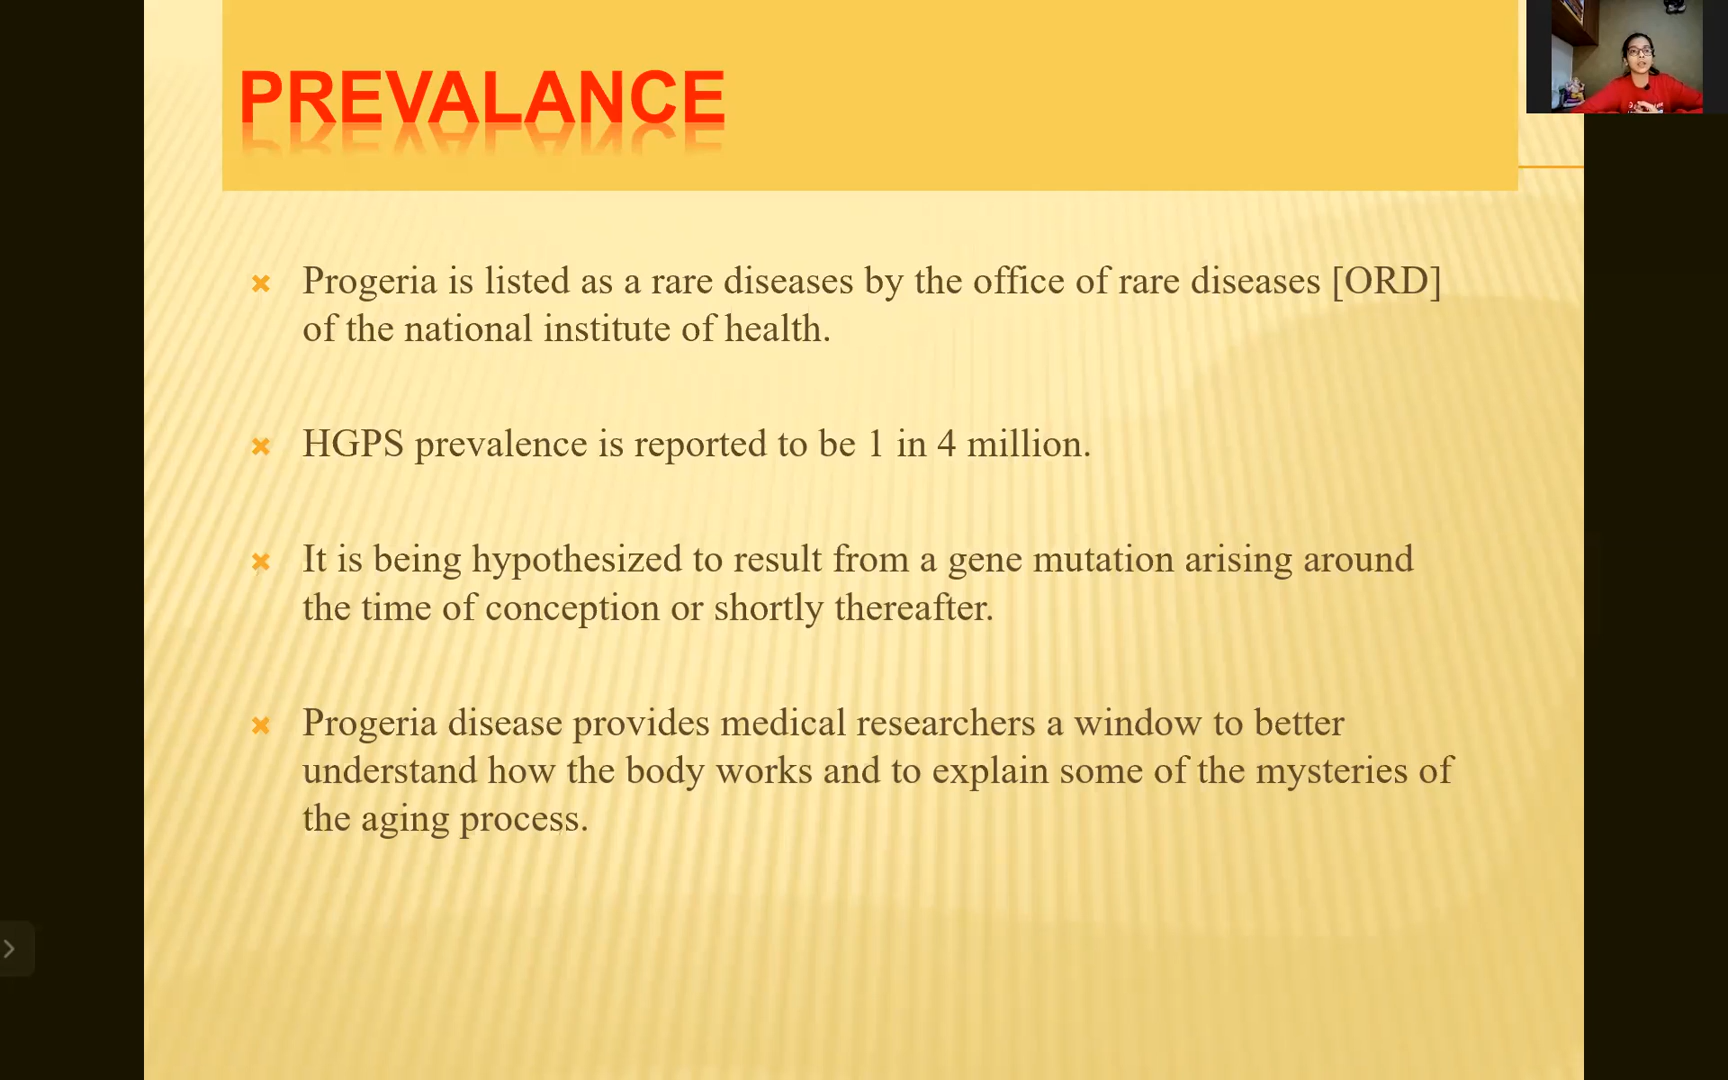 PREVALANCE
Progeria is listed as a rare diseases by the office of rare diseases [ORD]
of the national institute of health.
HGPS prevalence is reported to be 1 in 4 million.
It is being hypothesized to result from a gene mutation arising around
the time of conception or shortly thereafter.
Progeria disease provides medical researchers a window to better
understand how the body works and to explain some of the mysteries of
the aging process.